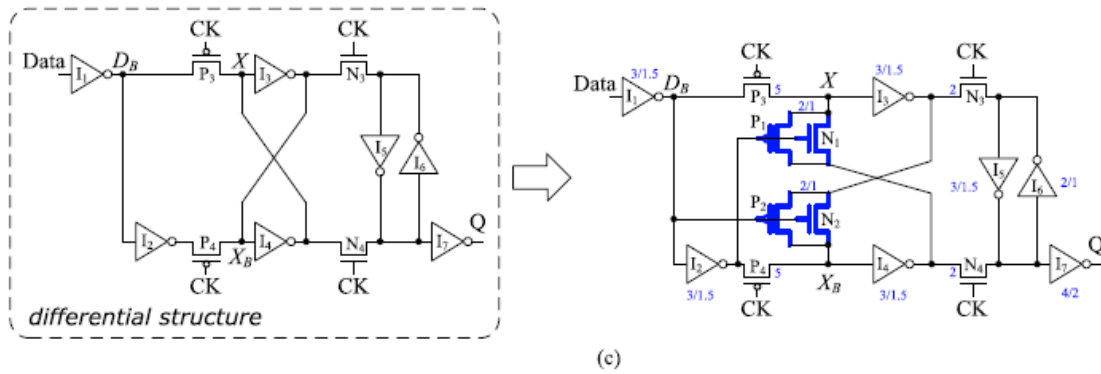 CK CK
Data I1 DB P3 X I3 N3
I5 I6
I2 P4 XB I4 N4 I7 Q
CK CK
differential structure
CK CK
3/1.5 3/1.5
Data I1 DB P3 5 X I3 2 N3
2/1
P1 N1
I5 I6
2/1 3/1.5 2/1
P2 N2
I2 P4 5 XB I4 2 N4 I7 Q
3/1.5 3/1.5 4/2
CK CK
(c)